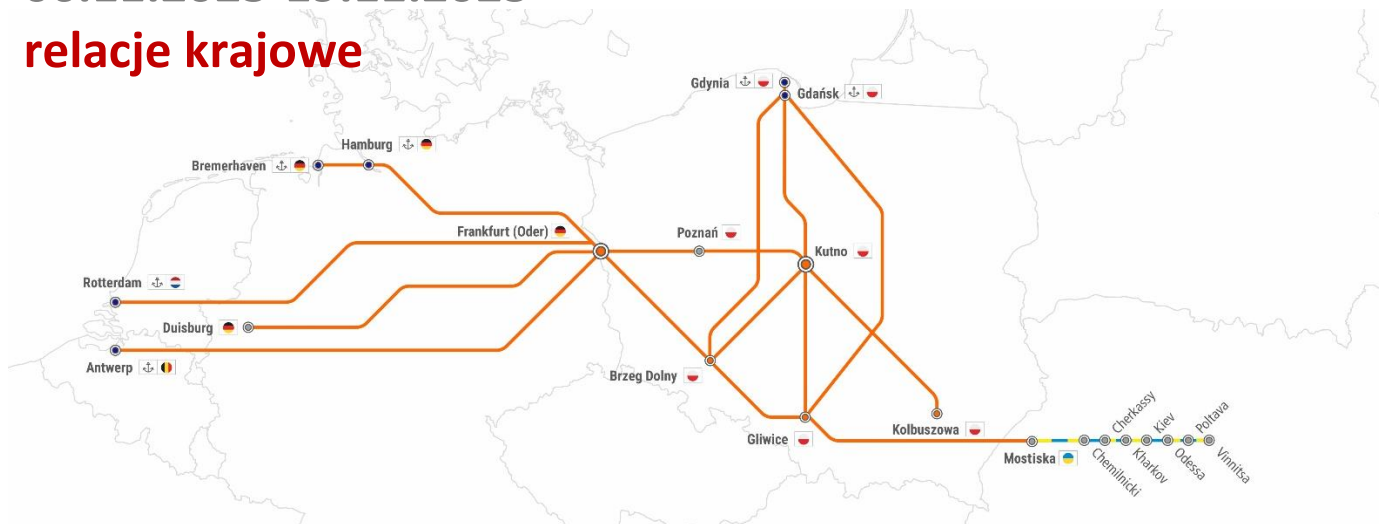 relacje krajowe
Gdynia
Gdańsk
Hamburg
Bremerhaven
Frankfurt (Oder)
Poznań
Kutno
Rotterdam
Duisburg
Antwerp
Brzeg Dolny
Gliwice
Kolbuszowa
Mostiska
Chemilnicki
Cherkassy
Kharkov
Kiev
Odessa
Poltava
Vinnitsa